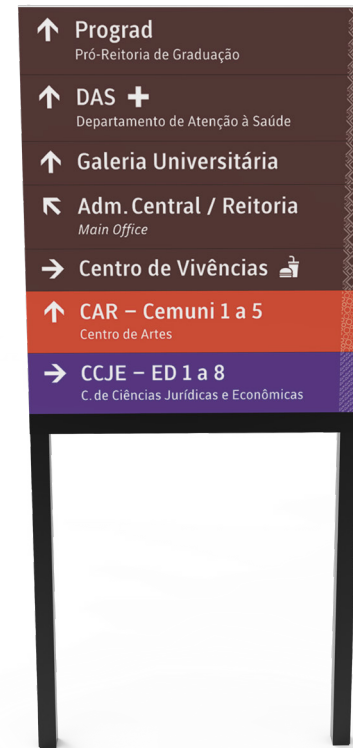 Prograd
Pró-Reitoria de Graduação
DAS
Departamento de Atenção à Saúde
Galeria Universitária
Adm. Central / Reitoria
Main Office
Centro de Vivências
CAR – Cemuni 1 a 5
Centro de Artes
CCJE – ED 1 a 8
C. de Ciências Jurídicas e Econômicas